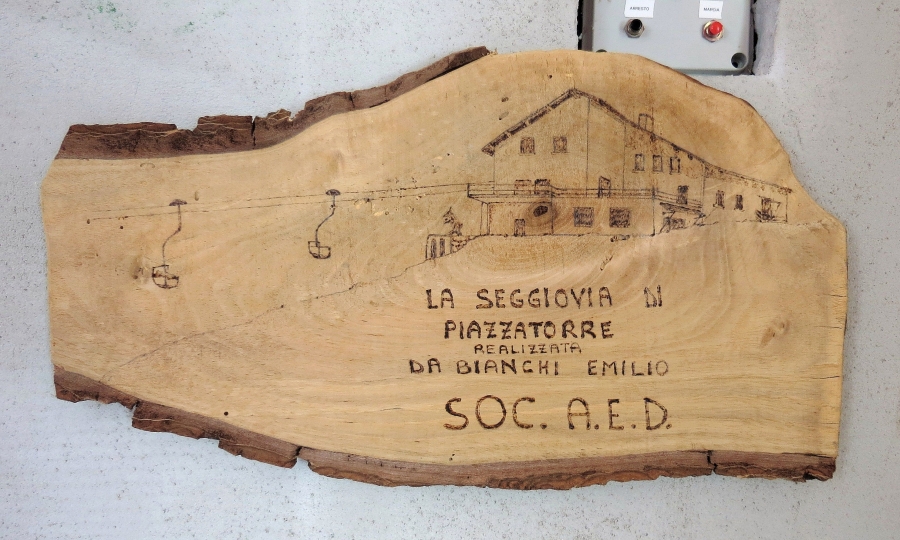 ARRESTO MARCIA
LA SEGGIOVIA DI
PIAZZATORRE
REALIZZATA
DA BIANCHI EMILIO
SOC. A.E.D.